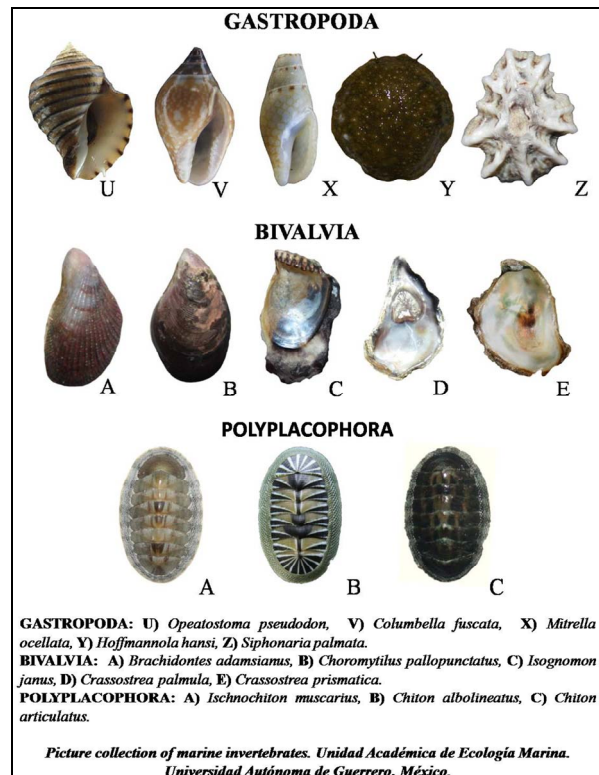 GASTROPODA
U V X Y Z
BIVALVIA
A B C D E
POLYPLACOPHORA
A B C
GASTROPODA: U) Opeatostoma pseudodon, V) Columbella fuscata, X) Mitrella
ocellata, Y) Hoffmannola hansi, Z) Siphonaria palmata.
BIVALVIA: A) Brachidontes adamsianus, B) Choromytilus pallopunctatus, C) Isognomon
janus, D) Crassostrea palmula, E) Crassostrea prismatica.
POLYPLACOPHORA: A) Ischnochiton muscarius, B) Chiton albolineatus, C) Chiton
articulatus.
Picture collection of marine invertebrates. Unidad Académica de Ecología Marina.
Universidad Autónoma de Guerrero, México.